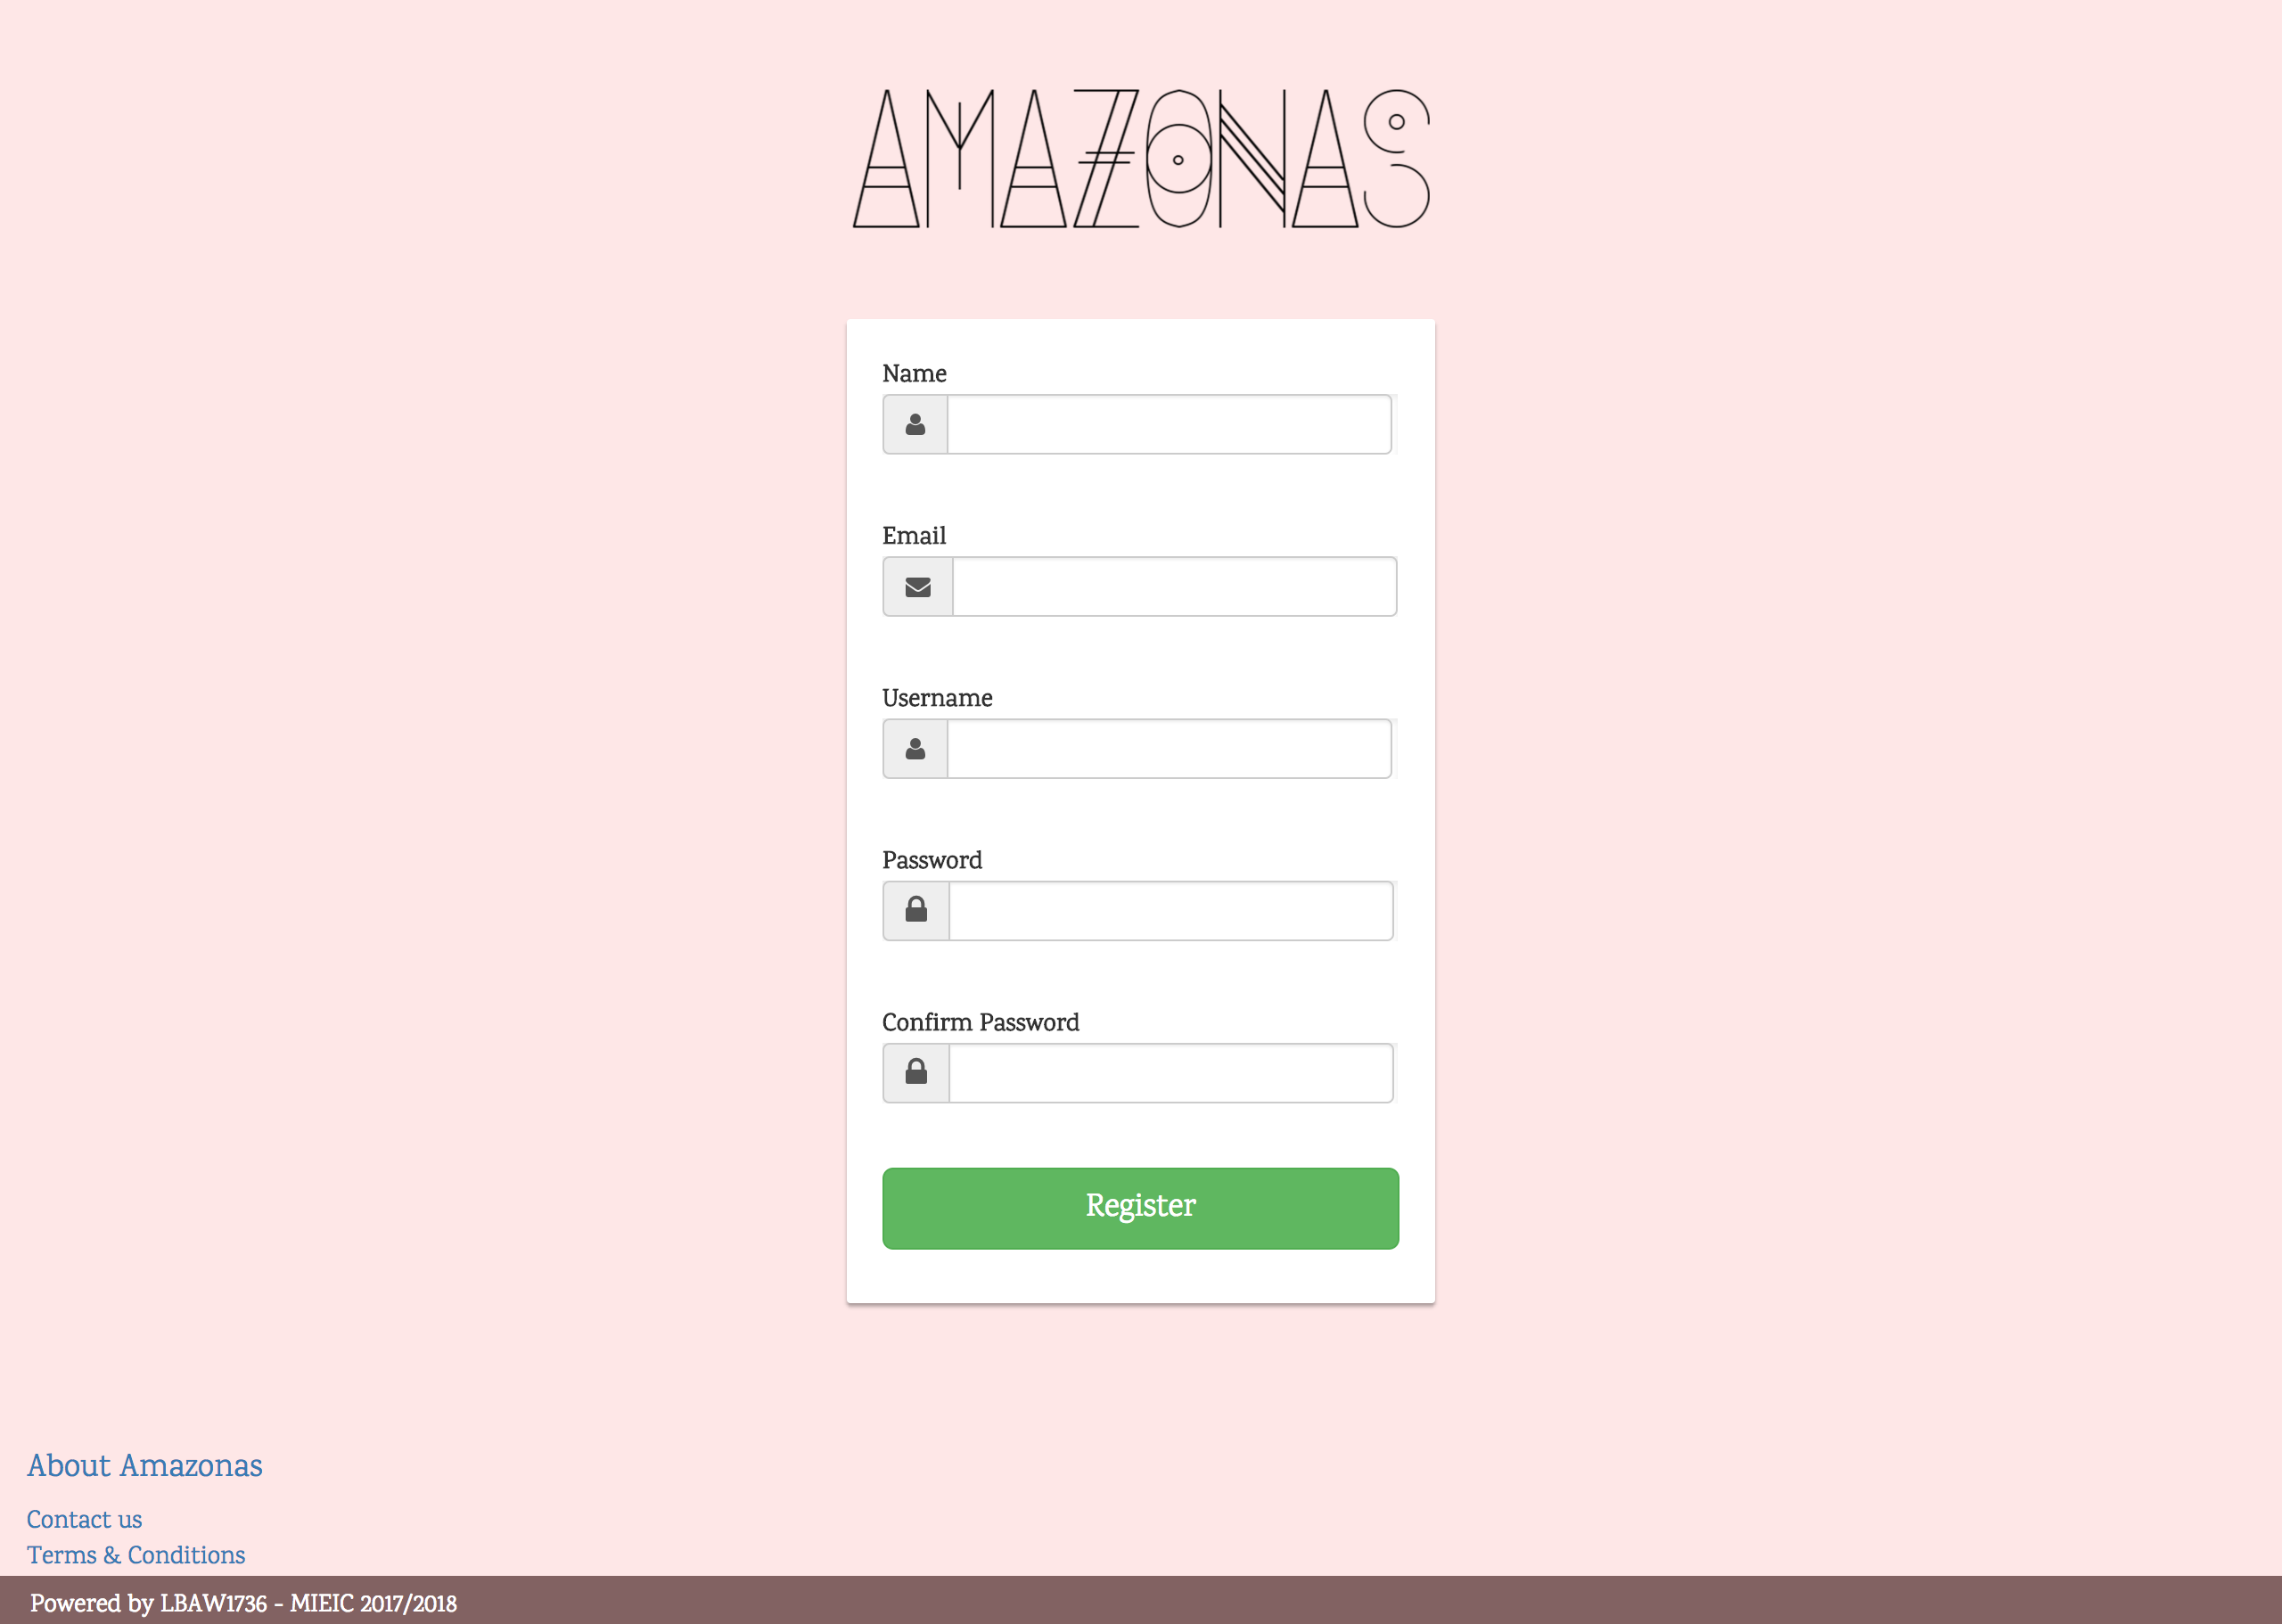 AMAZONAS
Name
Email
Username
Password
Confirm Password
Register
About Amazonas
Contact us
Terms & Conditions
Powered by LBAW1736 - MIEIC 2017/2018